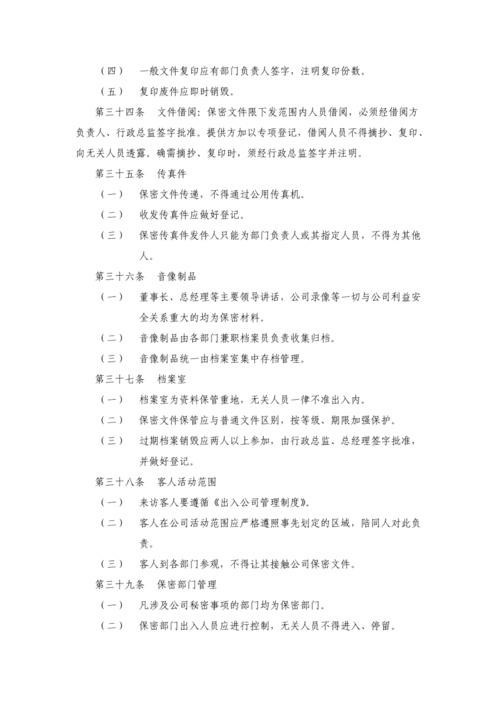 （四） 一般文件复印应有部门负责人签字，注明复印份数。
（五） 复印废件应即时销毁。
第三十四条 文件借阅：保密文件限下发范围内人员借阅，必须经借阅方
负责人、行政总监签字批准。提供方加以专项登记，借阅人员不得摘抄、复印、
向无关人员透露。确需摘抄、复印时，须经行政总监签字并注明。
第三十五条 传真件
（一） 保密文件传递，不得通过公用传真机。
（二） 收发传真件应做好登记。
（三） 保密传真件发件人只能为部门负责人或其指定人员，不得为其他
人。
第三十六条 音像制品
（一） 董事长、总经理等主要领导讲话，公司录像等一切与公司利益安
全关系重大的均为保密材料。
（二） 音像制品由各部门兼职档案员负责收集归档。
（三） 音像制品统一由档案室集中存档管理。
第三十七条 档案室
（一） 档案室为资料保管重地，无关人员一律不准出入内。
（二） 保密文件保管应与普通文件区别，按等级、期限加强保护。
（三） 过期档案销毁应两人以上参加，由行政总监、总经理签字批准，
并做好登记。
第三十八条 客人活动范围
（一） 来访客人要遵循《出入公司管理制度》。
（二） 客人在公司活动范围应严格遵照事先划定的区域，陪同人对此负
责。
（三） 客人到各部门参观，不得让其接触公司保密文件。
第三十九条 保密部门管理
（一） 凡涉及公司秘密事项的部门均为保密部门。
（二） 保密部门出入人员应进行控制，无关人员不得进入、停留。